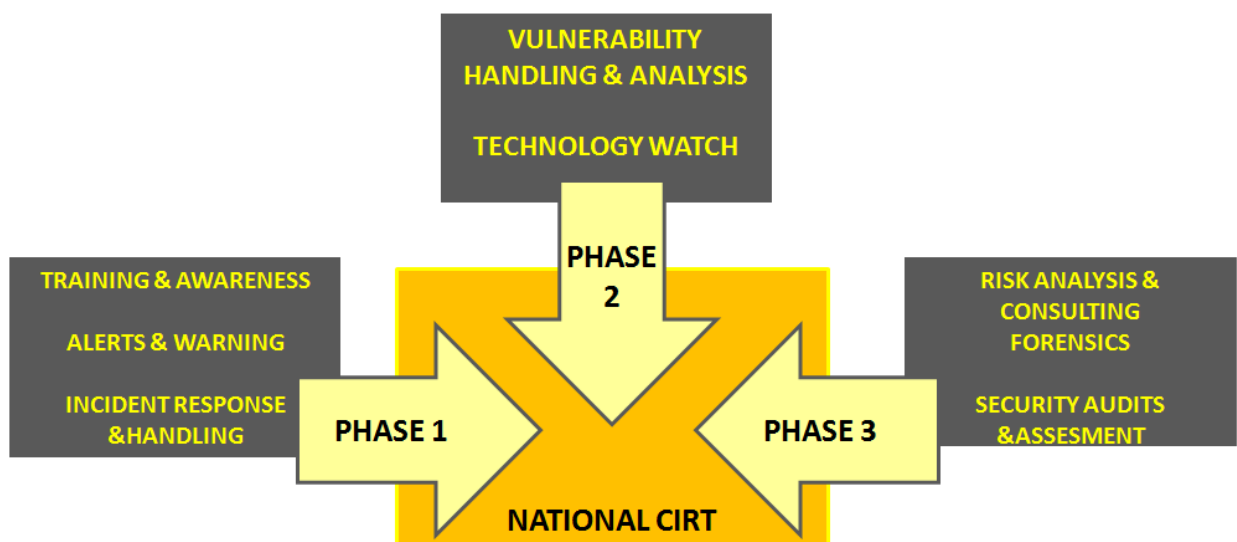 VULNERABILITY
HANDLING & ANALYSIS
TECHNOLOGY WATCH
PHASE
2
TRAINING & AWARENESS
ALERTS & WARNING
INCIDENT RESPONSE
&HANDLING
PHASE 1
RISK ANALYSIS &
CONSULTING
FORENSICS
SECURITY AUDITS
&ASSESMENT
PHASE 3
NATIONAL CIRT